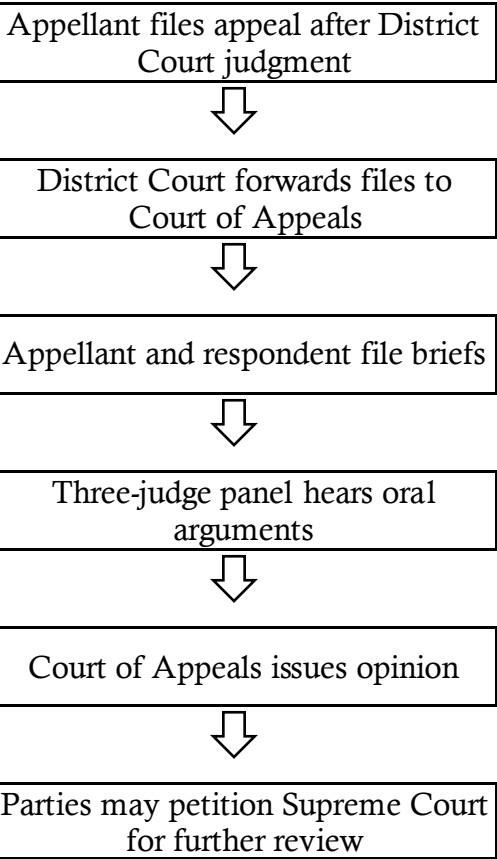 Appellant files appeal after District
Court judgment
District Court forwards files to
Court of Appeals
Appellant and respondent file briefs
Three-judge panel hears oral
arguments
Court of Appeals issues opinion
Parties may petition Supreme Court
for further review